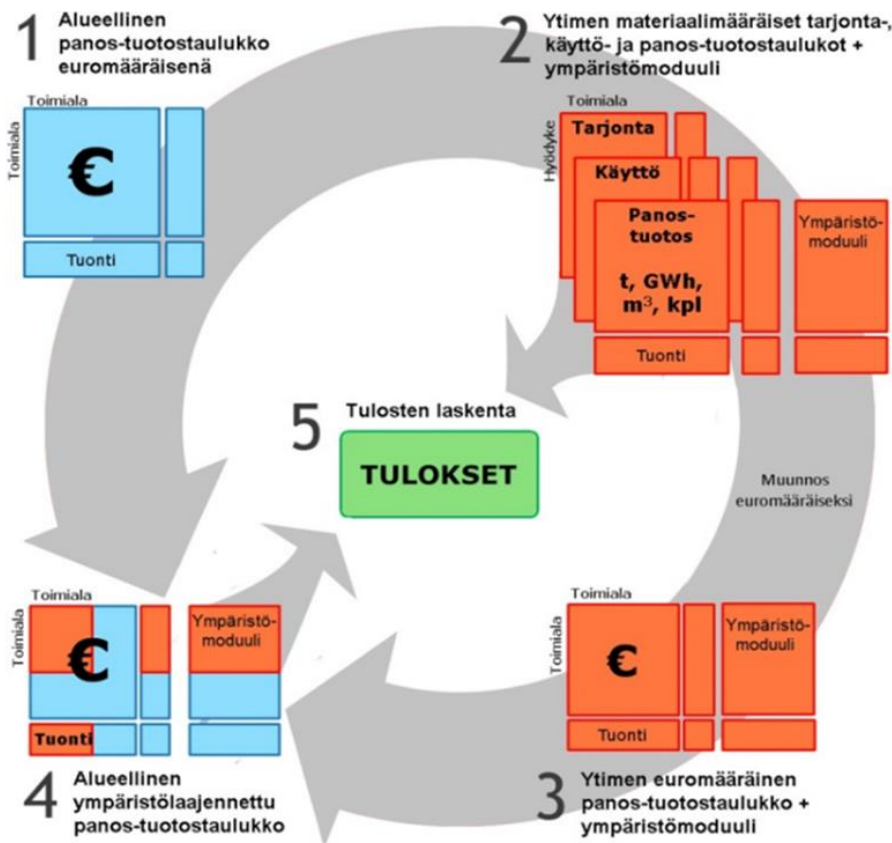 1
Alueellinen
panos-tuotostaulukko
euromääräisenä
Toimiala
Toimiala
€
Tuonti
2
Ytimen materiaalimääräiset tarjonta-,
käyttö- ja panos-tuotostaulukot +
ympäristömoduuli
Toimiala
Hyödyke
Tarjonta
Käyttö
Panos-
tuotos
t, GWh,
m³, kpl
Tuonti
Ympäristö-
moduuli
Muunnos
euromääräiseksi
5
Tulosten laskenta
TULOKSET
Toimiala
Toimiala
€
Tuonti
Ympäristö-
moduuli
3
Ytimen euromääräinen
panos-tuotostaulukko +
ympäristömoduuli
Toimiala
Toimiala
€
Tuonti
Ympäristö-
moduuli
4
Alueellinen
ympäristölaajennettu
panos-tuotostaulukko